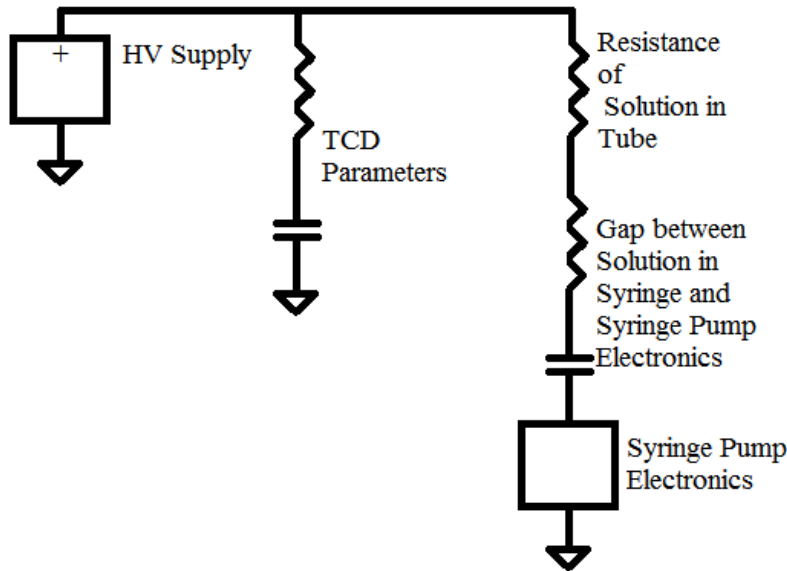 +
HV Supply
TCD
Parameters
Resistance
of
Solution in
Tube
Gap between
Solution in
Syringe and
Syringe Pump
Electronics
Syringe Pump
Electronics